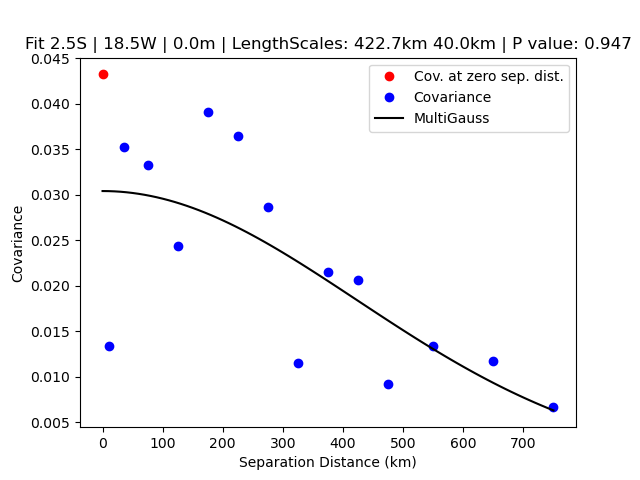 Fit 2.5S | 18.5W | 0.0m | LengthScales: 422.7km 40.0km | P value: 0.947
Cov. at zero sep. dist.
Covariance
MultiGauss
0.045
0.040
0.035
0.030
0.025
0.020
0.015
0.010
0.005
Covariance
0 100 200 300 400 500 600 700
Separation Distance (km)